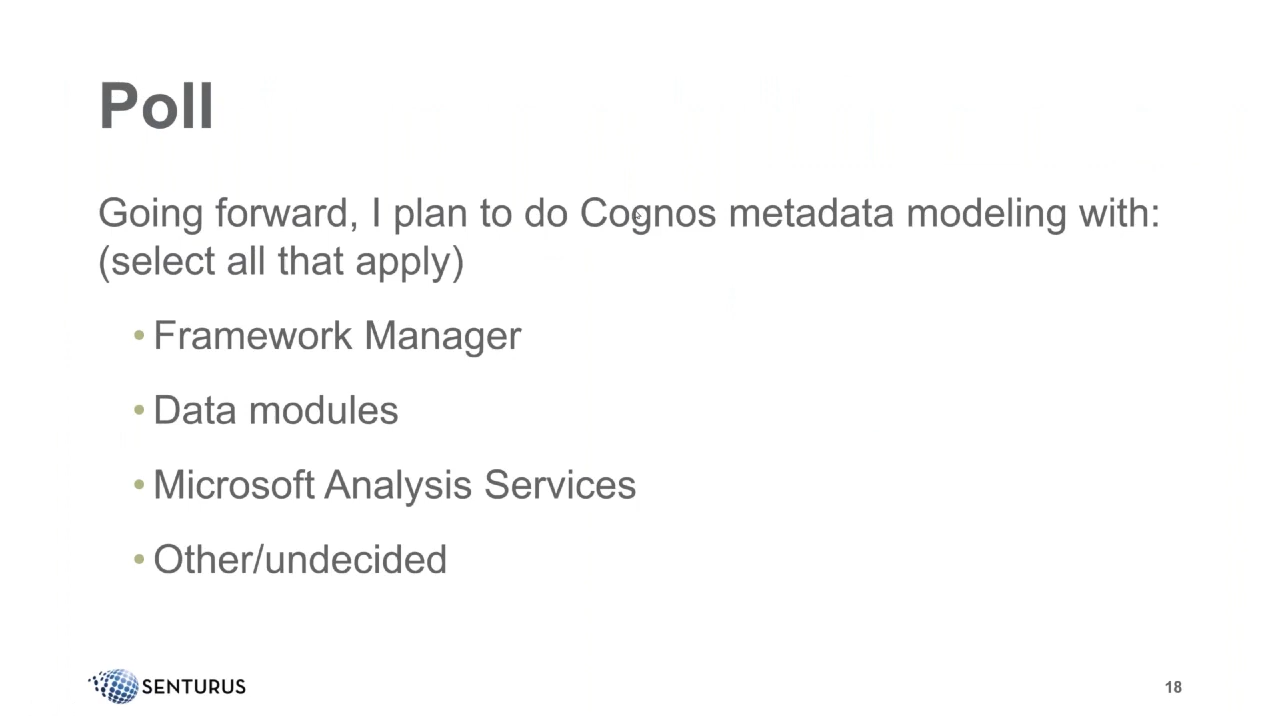 Poll
Going forward, I plan to do Cognos metadata modeling with:
(select all that apply)
• Framework Manager
• Data modules
• Microsoft Analysis Services
• Other/undecided
SENTURUS
18